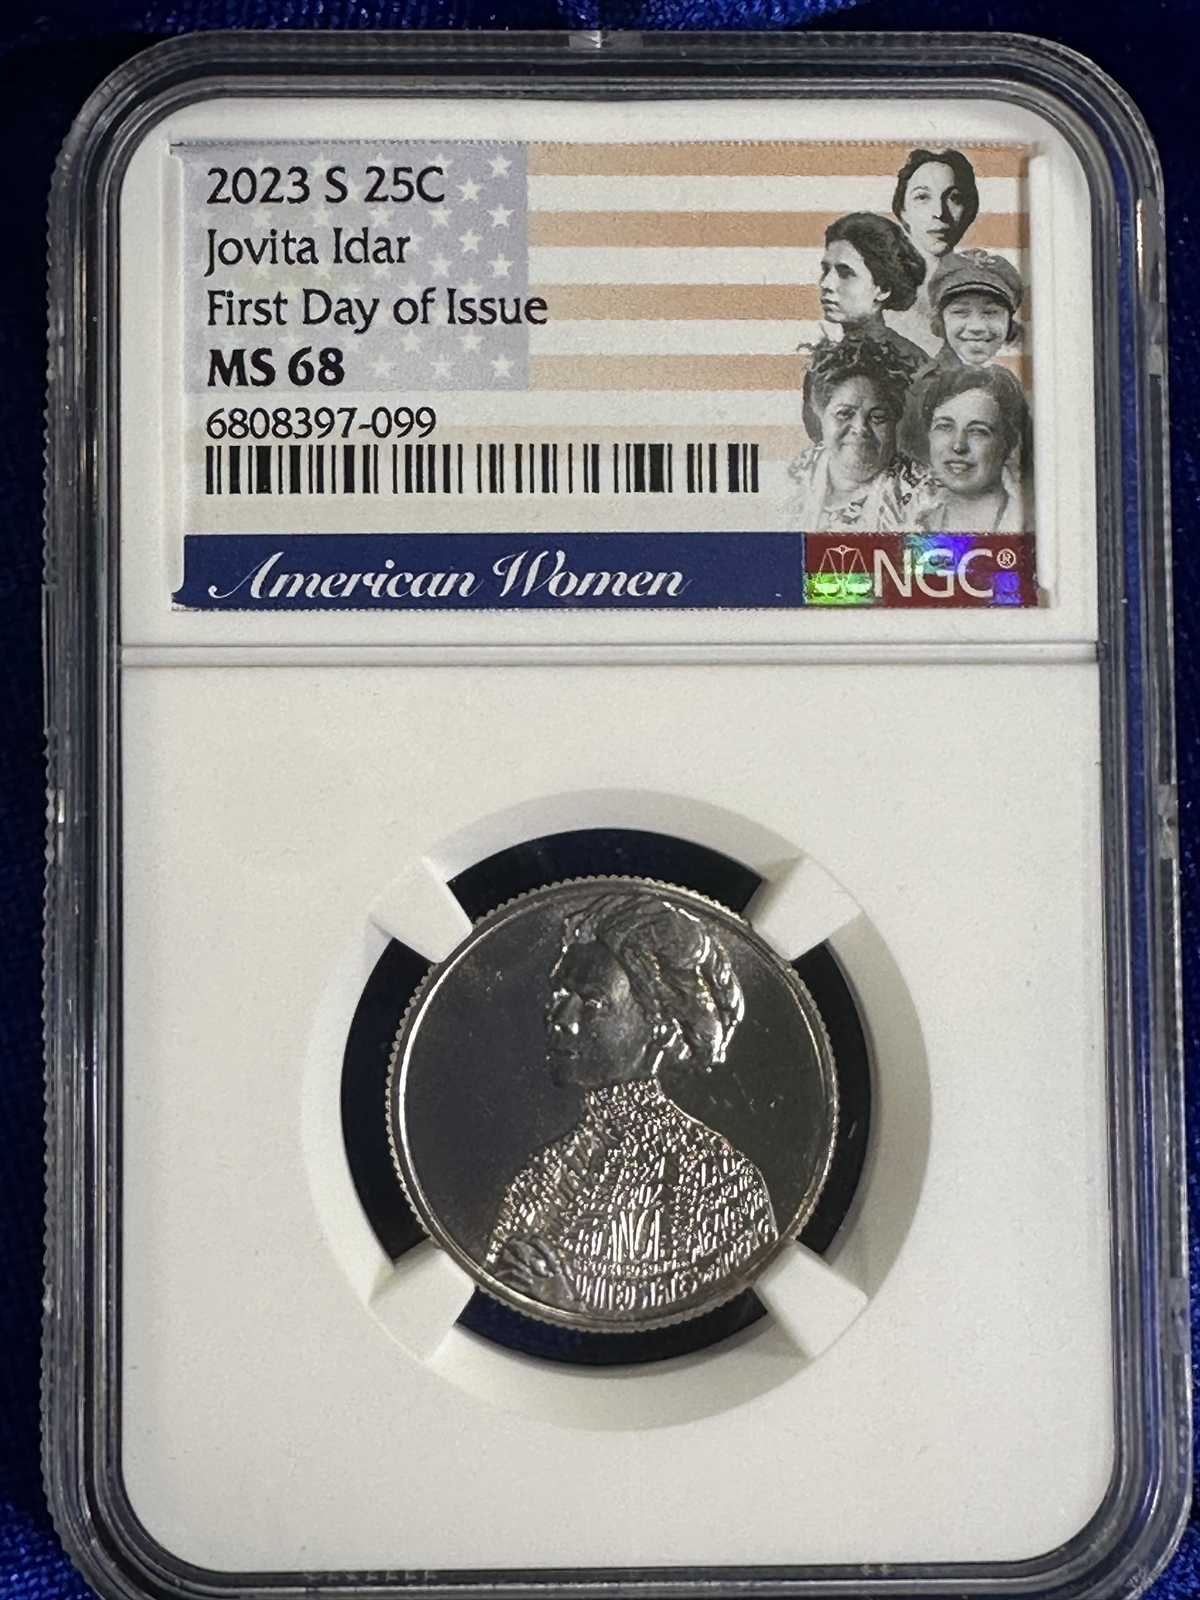 2023 S 25C
Jovita Idar
First Day of Issue
MS 68
6808397-099
American Women
NGC®